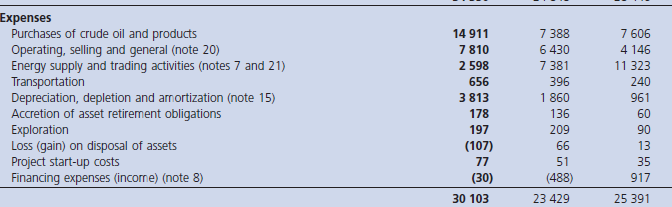 Expenses
Purchases of crude oil and products 14 911 7 388 7 606
Operating, selling and general (note 20) 7 810 6 430 4 146
Energy supply and trading activities (notes 7 and 21) 2 598 7 381 11 323
Transportation 656 396 240
Depreciation, depletion and amortization (note 15) 3 813 1 860 961
Accretion of asset retirement obligations 178 136 60
Exploration 197 209 90
Loss (gain) on disposal of assets (107) 66 13
Project start-up costs 77 51 35
Financing expenses (income) (note 8) (30) (488) 917
30 103 23 429 25 391